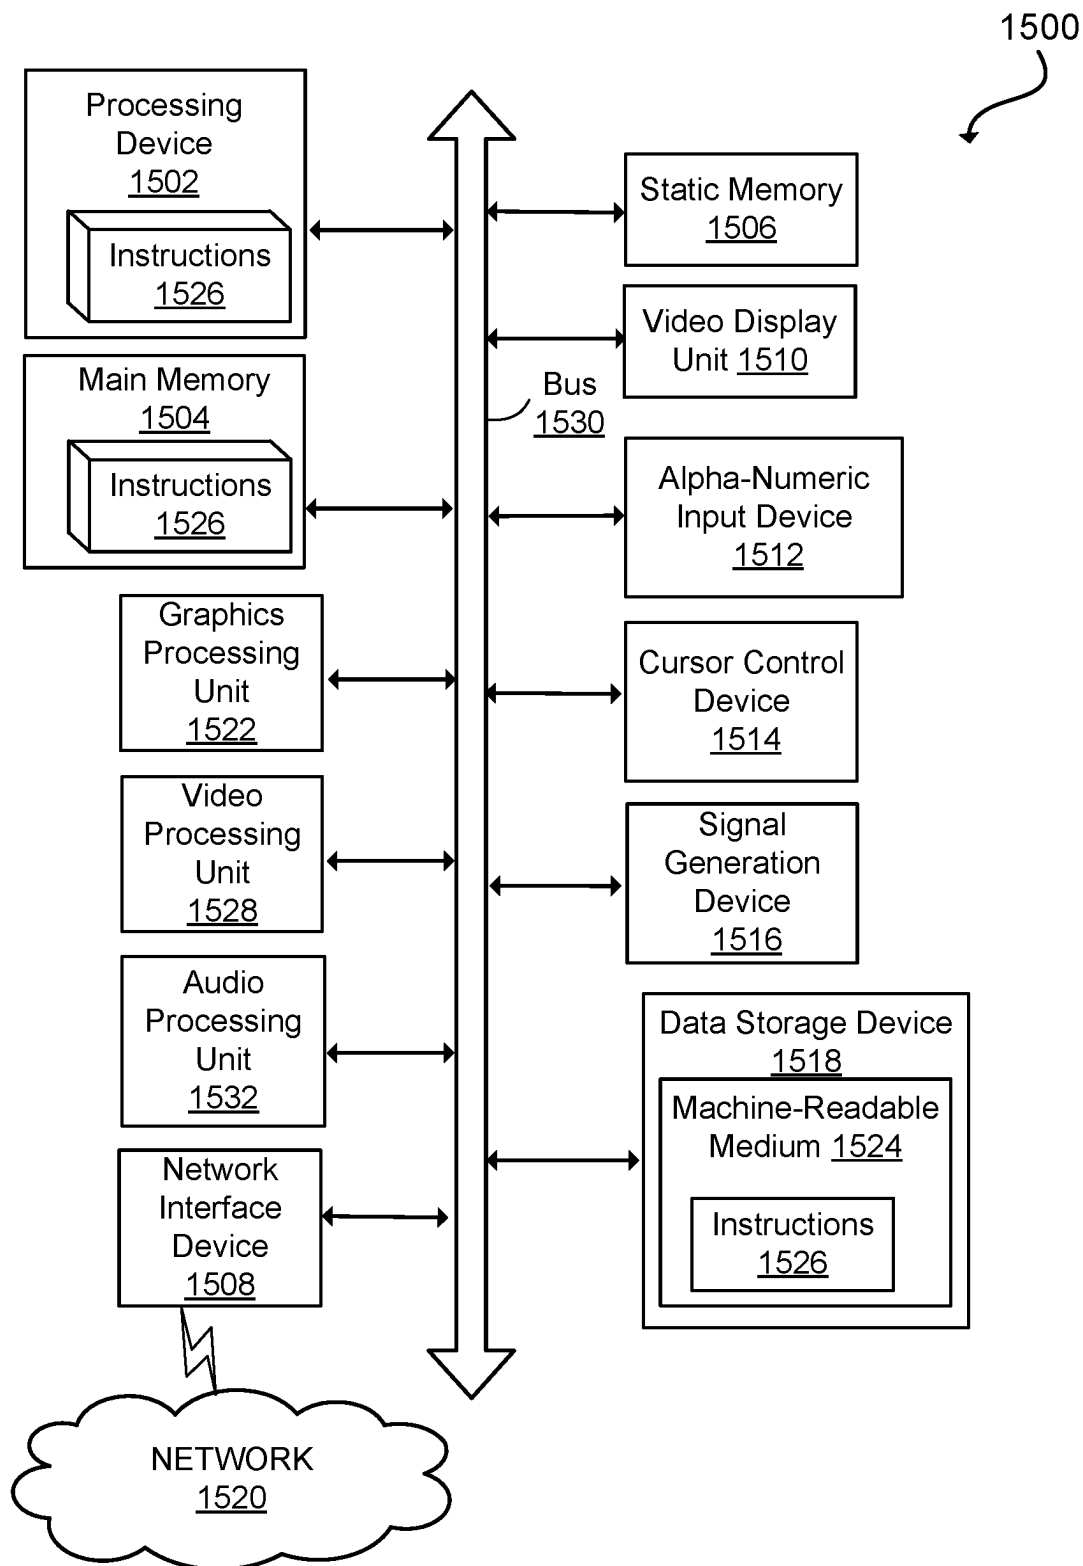 1500
Processing
Device
1502
Instructions
1526
Main Memory
1504
Instructions
1526
Graphics
Processing
Unit
1522
Video
Processing
Unit
1528
Audio
Processing
Unit
1532
Network
Interface
Device
1508
NETWORK
1520
Bus
1530
Static Memory
1506
Video Display
Unit 1510
Alpha-Numeric
Input Device
1512
Cursor Control
Device
1514
Signal
Generation
Device
1516
Data Storage Device
1518
Machine-Readable
Medium 1524
Instructions
1526